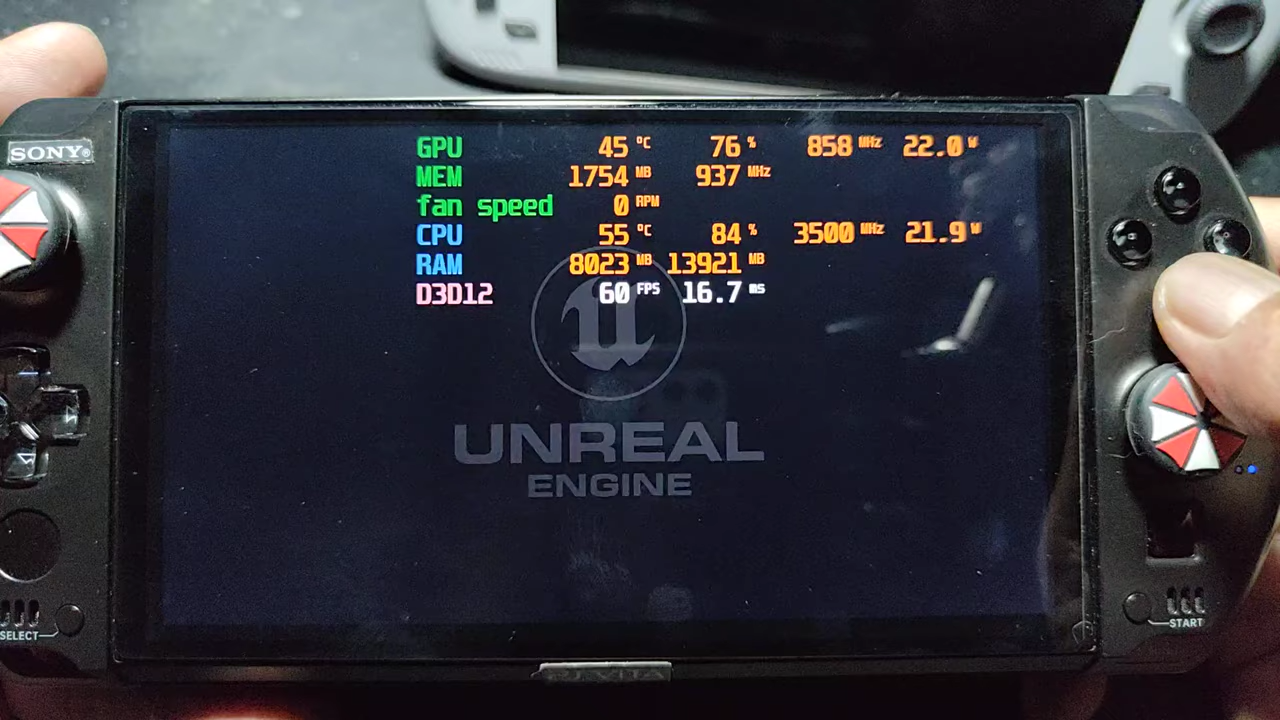 SONY®
GPU 45 °C 76 % 858 MHz 22.0 W
MEM 1754 MB 937 MHz
fan speed 0 RPM
CPU 55 °C 84 % 3500 MHz 21.9 W
RAM 8023 MB 13921 MB
D3D12 60 FPS 16.7 ms
u
UNREAL
ENGINE
SELECT
START
PS VITA